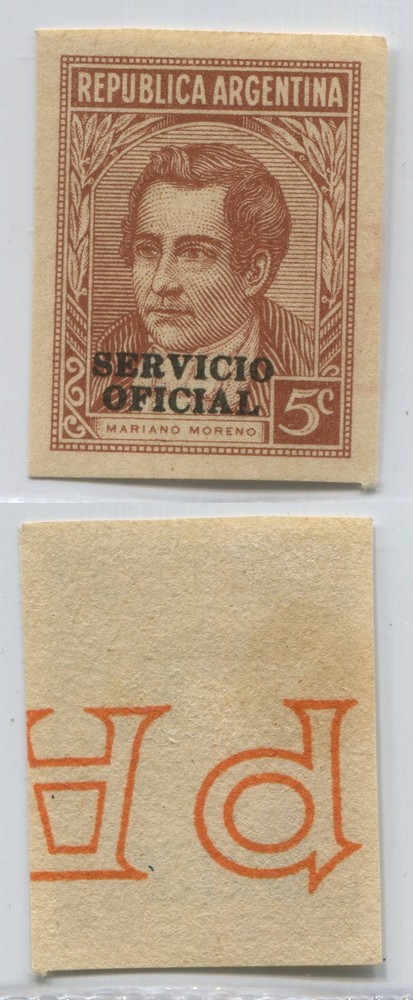 REPUBLICA ARGENTINA
SERVICIO
OFICIAL
5c
MARIANO MORENO